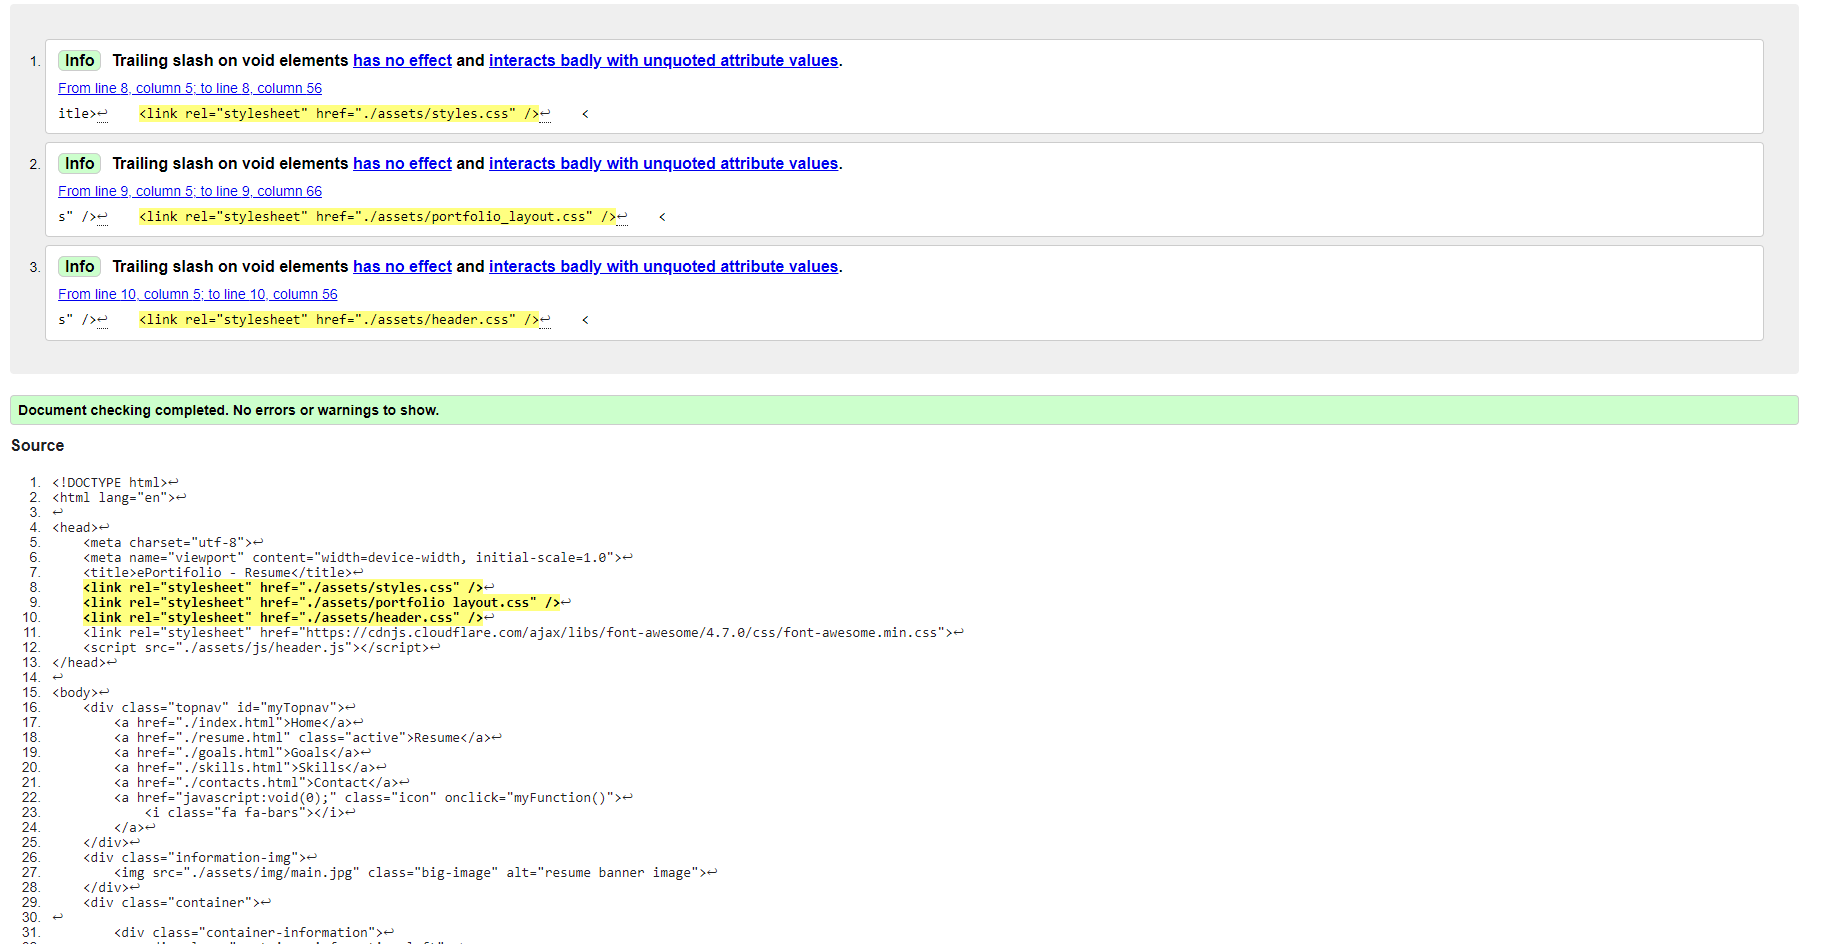 1. Info Trailing slash on void elements has no effect and interacts badly with unquoted attribute values.
From line 8, column 5; to line 8, column 56
itle>↩    <link rel="stylesheet" href="./assets/styles.css" />↩    <
2. Info Trailing slash on void elements has no effect and interacts badly with unquoted attribute values.
From line 9, column 5; to line 9, column 66
s" />↩    <link rel="stylesheet" href="./assets/portfolio_layout.css" />↩    <
3. Info Trailing slash on void elements has no effect and interacts badly with unquoted attribute values.
From line 10, column 5; to line 10, column 56
s" />↩    <link rel="stylesheet" href="./assets/header.css" />↩    <
Document checking completed. No errors or warnings to show.
Source
1. <!DOCTYPE html>↩
2. <html lang="en">↩
3. ↩
4. <head>↩
5.     <meta charset="utf-8">↩
6.     <meta name="viewport" content="width=device-width, initial-scale=1.0">↩
7.     <title>ePortifolio - Resume</title>↩
8.     <link rel="stylesheet" href="./assets/styles.css" />↩
9.     <link rel="stylesheet" href="./assets/portfolio_layout.css" />↩
10.     <link rel="stylesheet" href="./assets/header.css" />↩
11.     <link rel="stylesheet" href="https://cdnjs.cloudflare.com/ajax/libs/font-awesome/4.7.0/css/font-awesome.min.css">↩
12.     <script src="./assets/js/header.js"></script>↩
13. </head>↩
14. ↩
15. <body>↩
16.     <div class="topnav" id="myTopnav">↩
17.         <a href="./index.html">Home</a>↩
18.         <a href="./resume.html" class="active">Resume</a>↩
19.         <a href="./goals.html">Goals</a>↩
20.         <a href="./skills.html">Skills</a>↩
21.         <a href="./contacts.html">Contact</a>↩
22.         <a href="javascript:void(0);" class="icon" onclick="myFunction()">↩
23.             <i class="fa fa-bars"></i>↩
24.         </a>↩
25.     </div>↩
26.     <div class="information-img">↩
27.         <img src="./assets/img/main.jpg" class="big-image" alt="resume banner image">↩
28.     </div>↩
29.     <div class="container">↩
30. ↩
31.         <div class="container-information">↩